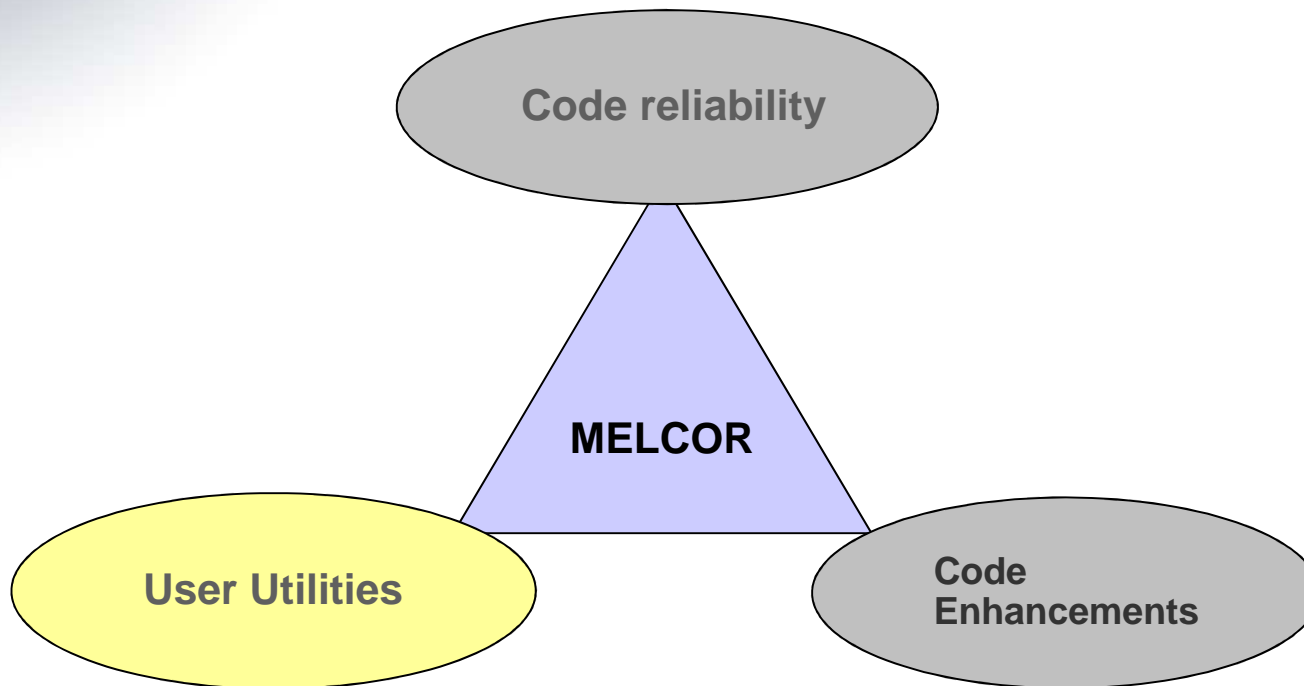 Code reliability
MELCOR
User Utilities
Code
Enhancements